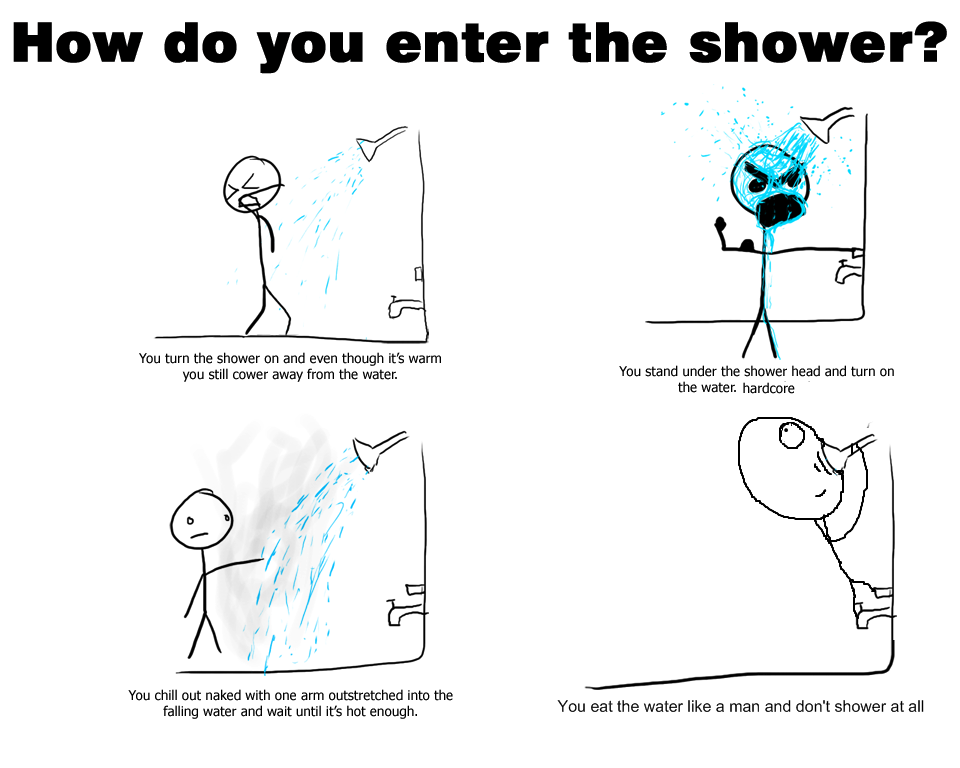 How do you enter the shower?
You turn the shower on and even though it's warm
you still cower away from the water.
You stand under the shower head and turn on
the water. hardcore
You chill out naked with one arm outstretched into the
falling water and wait until it's hot enough.
You eat the water like a man and don't shower at all